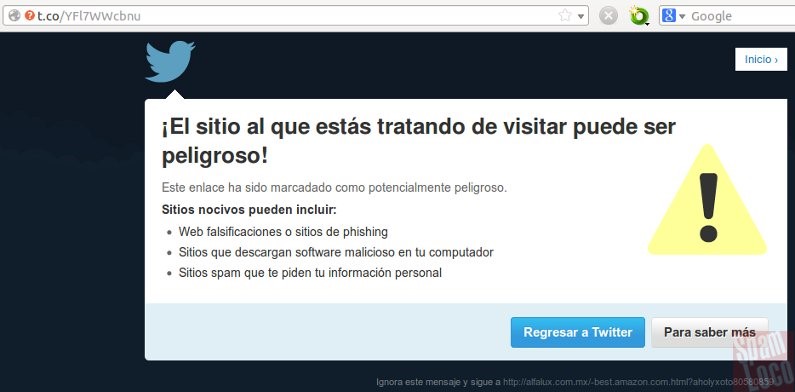 t.co/YFl7WWcbnu
Google
Inicio ›
¡El sitio al que estás tratando de visitar puede ser
peligroso!
Este enlace ha sido marcadado como potencialmente peligroso.
Sitios nocivos pueden incluir:
Web falsificaciones o sitios de phishing
Sitios que descargan software malicioso en tu computador
Sitios spam que te piden tu información personal
Regresar a Twitter
Para saber más
Ignora este mensaje y sigue a http://alfalux.com.mx/-best.amazon.com.html?aholyxoto80580859
Spam
Loco